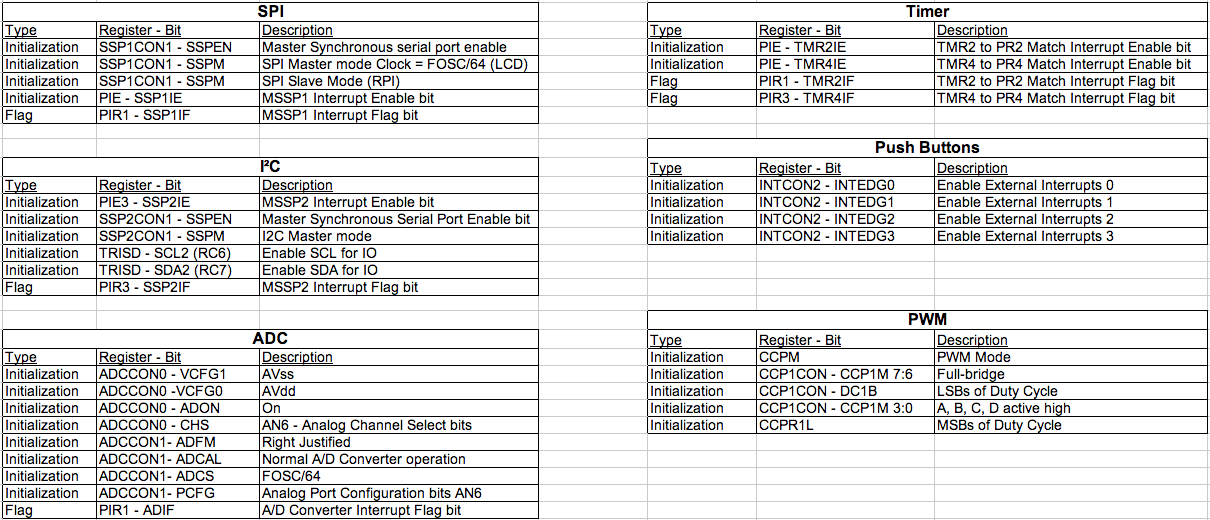 SPI
Type Register - Bit Description
Initialization SSP1CON1 - SSPEN Master Synchronous serial port enable
Initialization SSP1CON1 - SSPM SPI Master mode Clock = FOSC/64 (LCD)
Initialization SSP1CON1 - SSPM SPI Slave Mode (RPI)
Initialization PIE - SSP1IE MSSP1 Interrupt Enable bit
Flag PIR1 - SSP1IF MSSP1 Interrupt Flag bit
I²C
Type Register - Bit Description
Initialization PIE3 - SSP2IE MSSP2 Interrupt Enable bit
Initialization SSP2CON1 - SSPEN Master Synchronous Serial Port Enable bit
Initialization SSP2CON1 - SSPM I2C Master mode
Initialization TRISD - SCL2 (RC6) Enable SCL for IO
Initialization TRISD - SDA2 (RC7) Enable SDA for IO
Flag PIR3 - SSP2IF MSSP2 Interrupt Flag bit
ADC
Type Register - Bit Description
Initialization ADCCON0 - VCFG1 AVss
Initialization ADCCON0 -VCFG0 AVdd
Initialization ADCCON0 - ADON On
Initialization ADCCON0 - CHS AN6 - Analog Channel Select bits
Initialization ADCCON1- ADFM Right Justified
Initialization ADCCON1- ADCAL Normal A/D Converter operation
Initialization ADCCON1- ADCS FOSC/64
Initialization ADCCON1- PCFG Analog Port Configuration bits AN6
Flag PIR1 - ADIF A/D Converter Interrupt Flag bit
Timer
Type Register - Bit Description
Initialization PIE - TMR2IE TMR2 to PR2 Match Interrupt Enable bit
Initialization PIE - TMR4IE TMR4 to PR4 Match Interrupt Enable bit
Flag PIR1 - TMR2IF TMR2 to PR2 Match Interrupt Flag bit
Flag PIR3 - TMR4IF TMR4 to PR4 Match Interrupt Flag bit
Push Buttons
Type Register - Bit Description
Initialization INTCON2 - INTEDG0 Enable External Interrupts 0
Initialization INTCON2 - INTEDG1 Enable External Interrupts 1
Initialization INTCON2 - INTEDG2 Enable External Interrupts 2
Initialization INTCON2 - INTEDG3 Enable External Interrupts 3
PWM
Type Register - Bit Description
Initialization CCPM PWM Mode
Initialization CCP1CON - CCP1M 7:6 Full-bridge
Initialization CCP1CON - DC1B LSBs of Duty Cycle
Initialization CCP1CON - CCP1M 3:0 A, B, C, D active high
Initialization CCPR1L MSBs of Duty Cycle